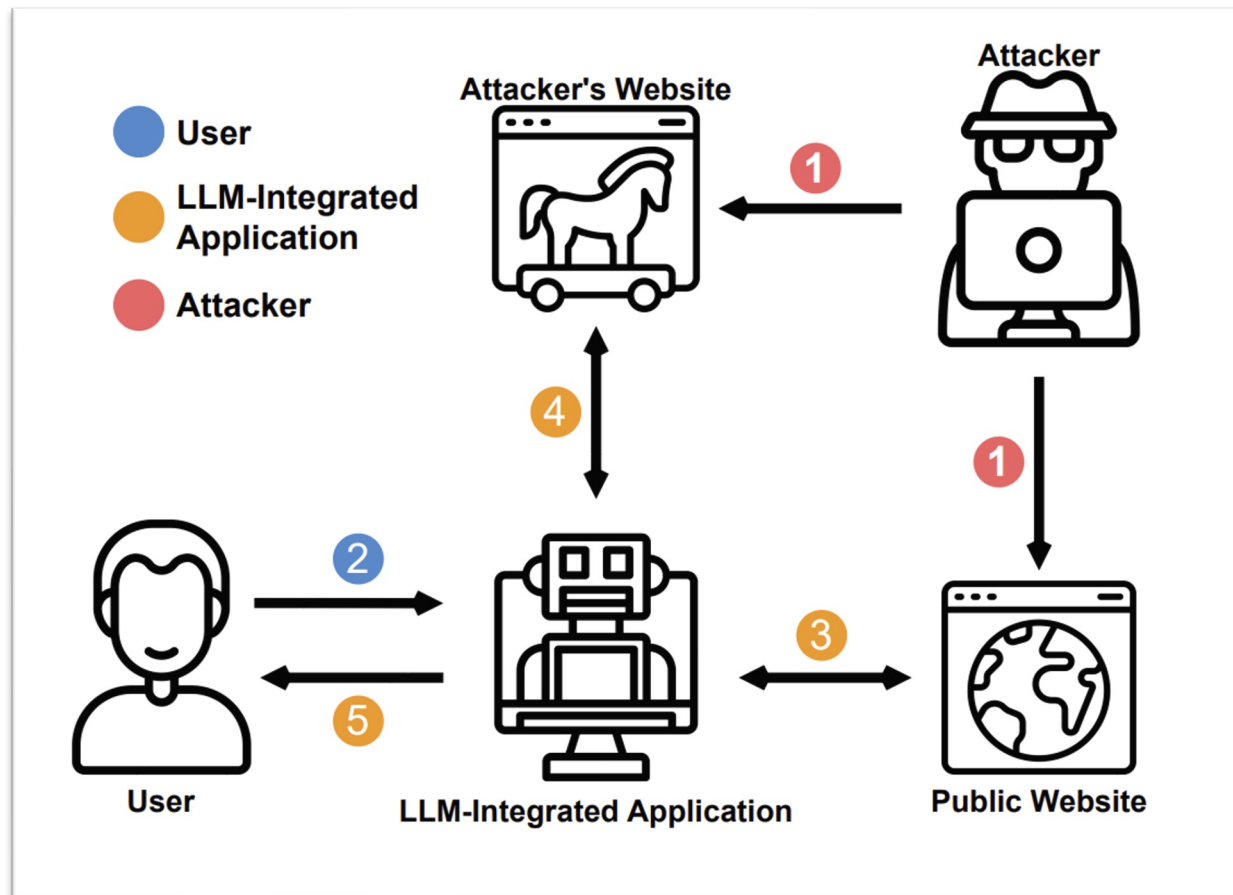 Attacker
Attacker's Website
User
LLM-Integrated
Application
Attacker
1
1
4
2
3
5
User
LLM-Integrated Application
Public Website